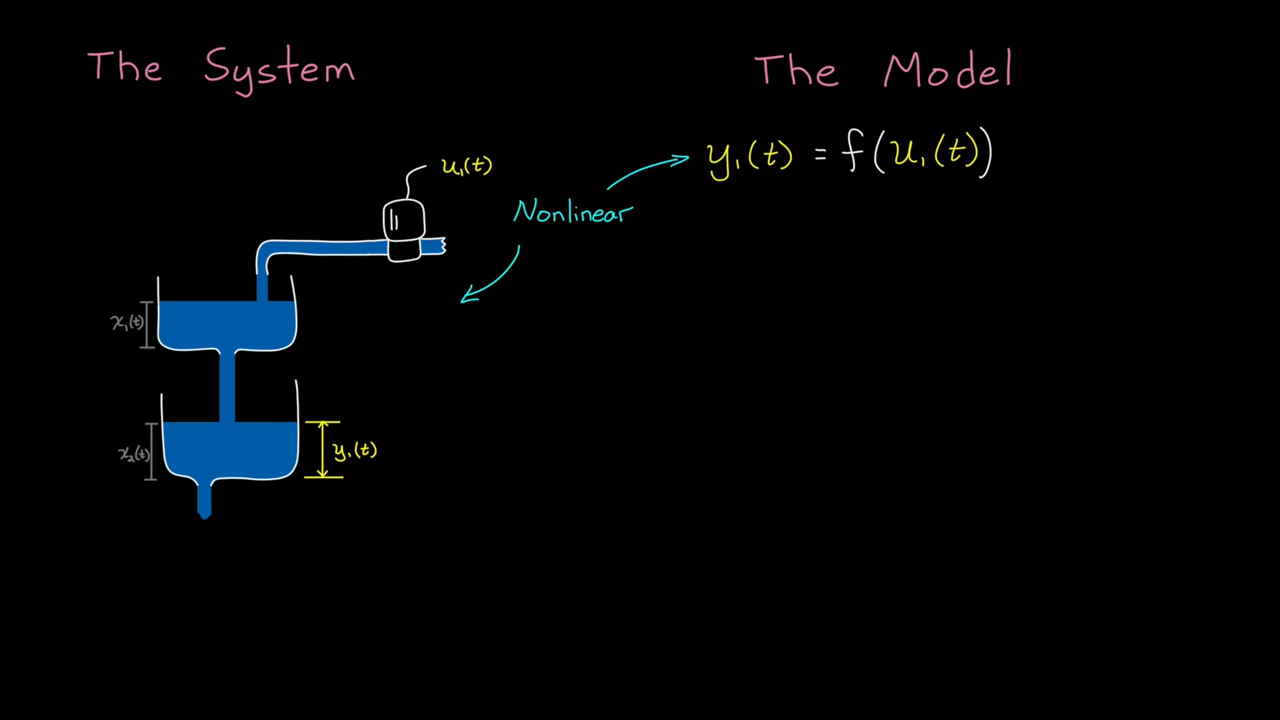 The System
The Model
y₁(t) = f(u₁(t))
u₁(t)
Nonlinear
x₁(t)
x₂(t)
y₁(t)